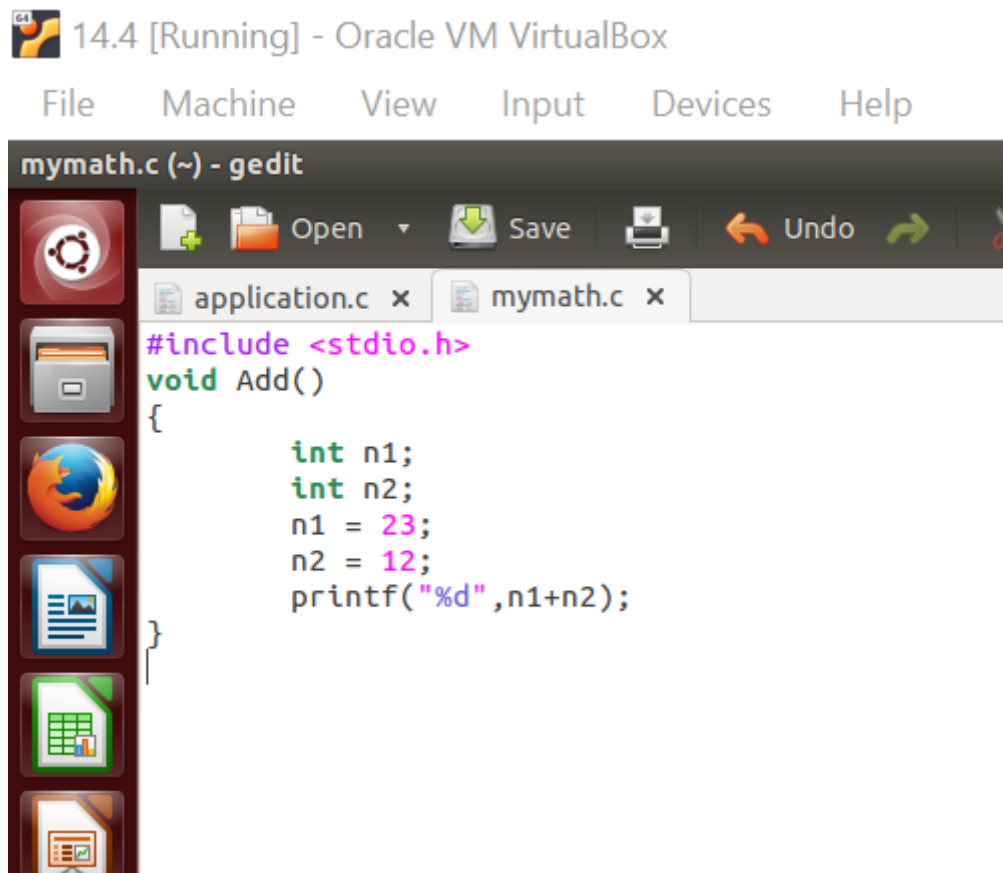 64
14.4 [Running] - Oracle VM VirtualBox
File Machine View Input Devices Help
mymath.c (~) - gedit
Open Save Undo
application.c x mymath.c x
#include <stdio.h>
void Add()
{
        int n1;
        int n2;
        n1 = 23;
        n2 = 12;
        printf("%d",n1+n2);
}